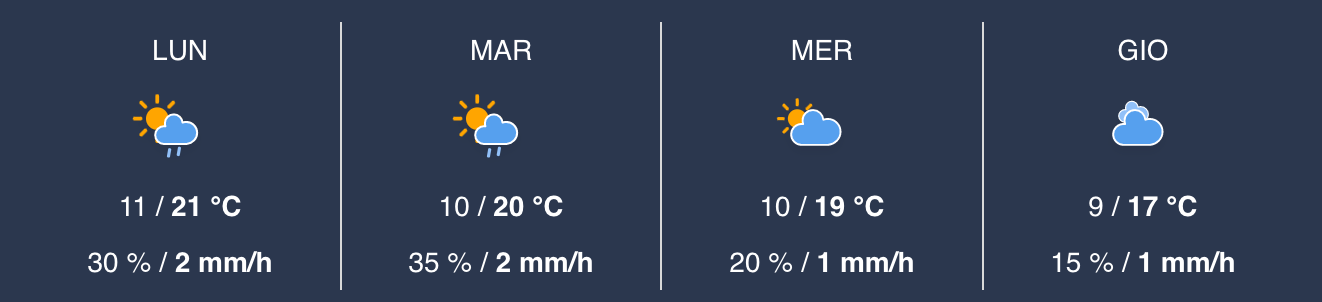 LUN
11 / 21 °C
30 % / 2 mm/h
MAR
10 / 20 °C
35 % / 2 mm/h
MER
10 / 19 °C
20 % / 1 mm/h
GIO
9 / 17 °C
15 % / 1 mm/h